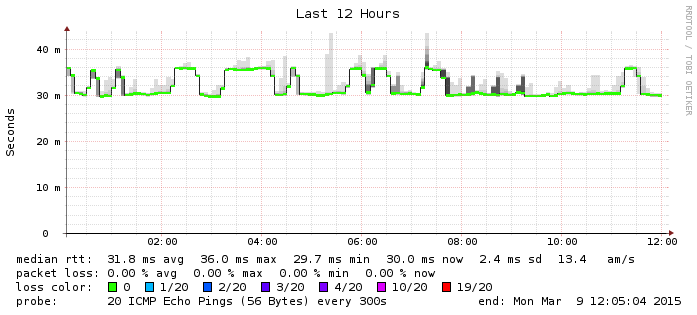 Last 12 Hours
RRDTOOL / TOBI OETIKER
Seconds
40 m
30 m
20 m
10 m
0
02:00 04:00 06:00 08:00 10:00 12:00
median rtt: 31.8 ms avg 36.0 ms max 29.7 ms min 30.0 ms now 2.4 ms sd 13.4 am/s
packet loss: 0.00 % avg 0.00 % max 0.00 % min 0.00 % now
loss color: 0 1/20 2/20 3/20 4/20 10/20 19/20
probe: 20 ICMP Echo Pings (56 Bytes) every 300s end: Mon Mar 9 12:05:04 2015